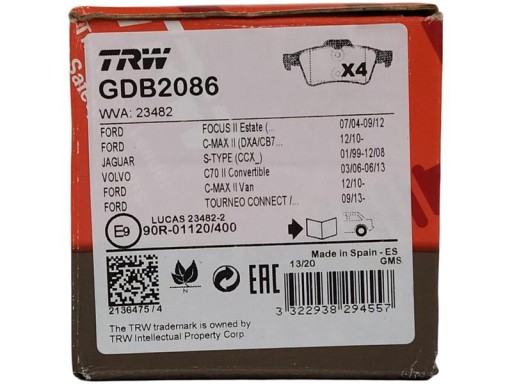 TRW
GDB2086
X4
WVA: 23482
FORD FOCUS II Estate (... 07/04-09/12
FORD C-MAX II (DXA/CB7... 12/10-
JAGUAR S-TYPE (CCX_) 01/99-12/08
VOLVO C70 II Convertible 03/06-06/13
FORD C-MAX II Van 12/10-
FORD TOURNEO CONNECT /... 09/13-
LUCAS 23482-2
E9 90R-01120/400
Made in Spain - ES
13/20 GMS
N
EAC
2136475 / 4
3 322938 294557
The TRW trademark is owned by
TRW Intellectual Property Corp.